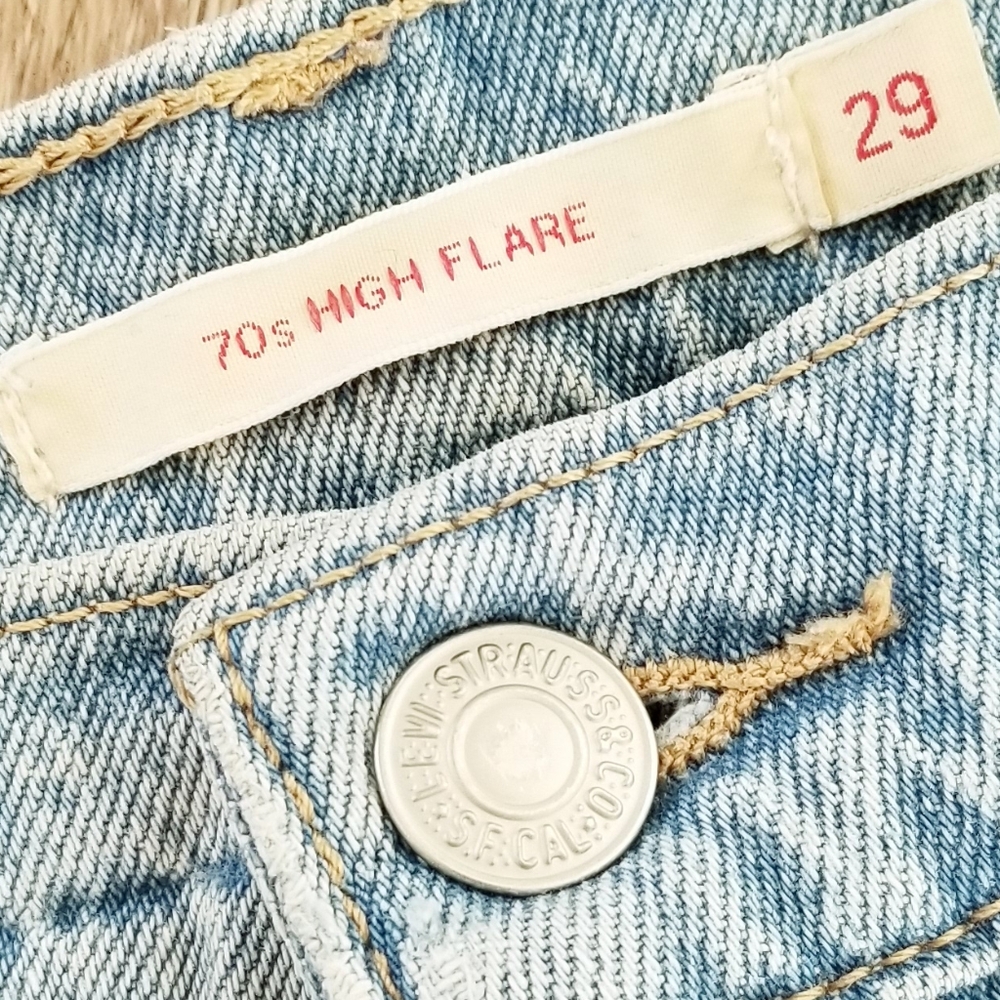 29
70s HIGH FLARE
LEVI STRAUSS & CO
S.F. CAL